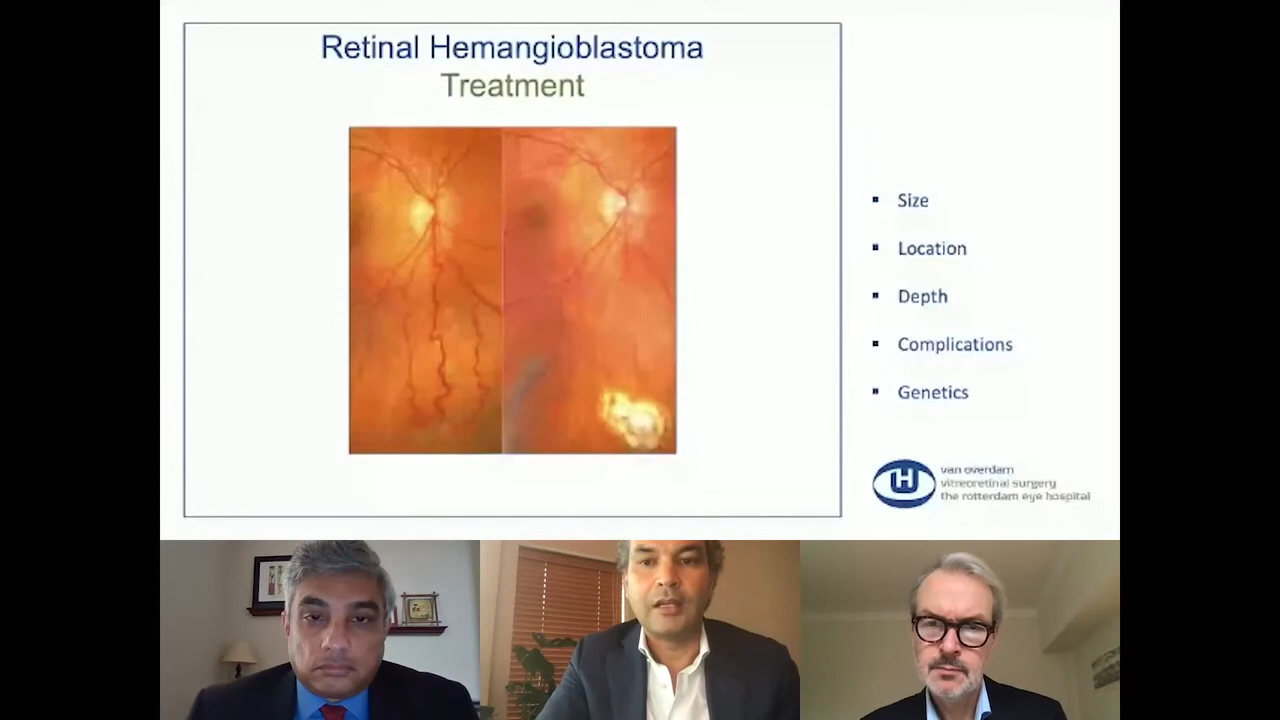 Retinal Hemangioblastoma
Treatment
Size
Location
Depth
Complications
Genetics
van overdam
vitreoretinal surgery
the rotterdam eye hospital